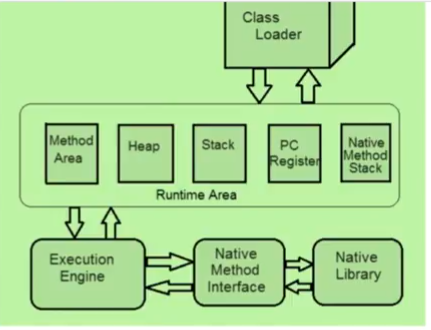 Class
Loader
Method
Area
Heap
Stack
PC
Register
Native
Method
Stack
Runtime Area
Execution
Engine
Native
Method
Interface
Native
Library